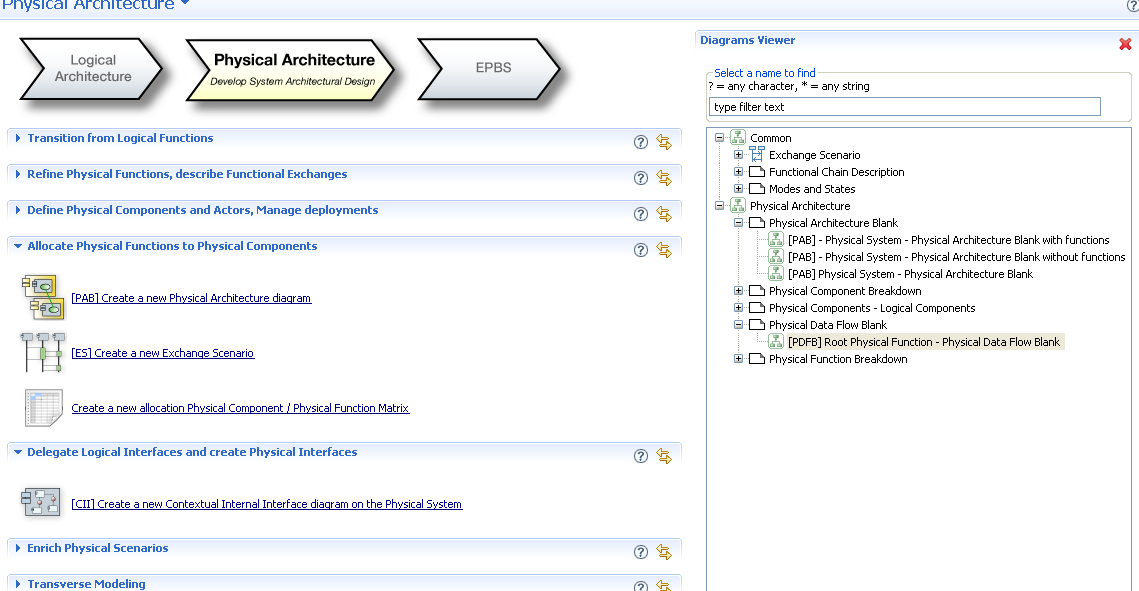 Physical Architecture
Logical
Architecture
Physical Architecture
Develop System Architectural Design
EPBS
Transition from Logical Functions
Refine Physical Functions, describe Functional Exchanges
Define Physical Components and Actors, Manage deployments
Allocate Physical Functions to Physical Components
[PAB] Create a new Physical Architecture diagram
[ES] Create a new Exchange Scenario
Create a new allocation Physical Component / Physical Function Matrix
Delegate Logical Interfaces and create Physical Interfaces
[CII] Create a new Contextual Internal Interface diagram on the Physical System
Enrich Physical Scenarios
Transverse Modeling
Diagrams Viewer
Select a name to find
? = any character, * = any string
type filter text
Common
Exchange Scenario
Functional Chain Description
Modes and States
Physical Architecture
Physical Architecture Blank
[PAB] - Physical System - Physical Architecture Blank with functions
[PAB] - Physical System - Physical Architecture Blank without functions
[PAB] Physical System - Physical Architecture Blank
Physical Component Breakdown
Physical Components - Logical Components
Physical Data Flow Blank
[PDFB] Root Physical Function - Physical Data Flow Blank
Physical Function Breakdown